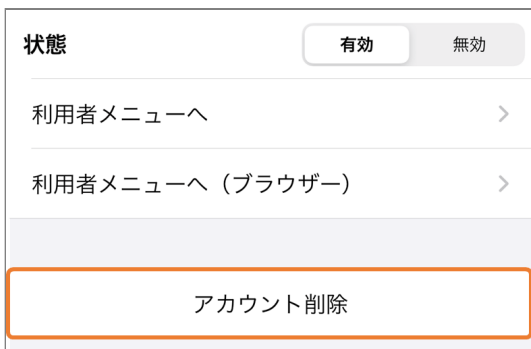 状態 有効 無効
利用者メニューへ
利用者メニューへ（ブラウザー）
アカウント削除